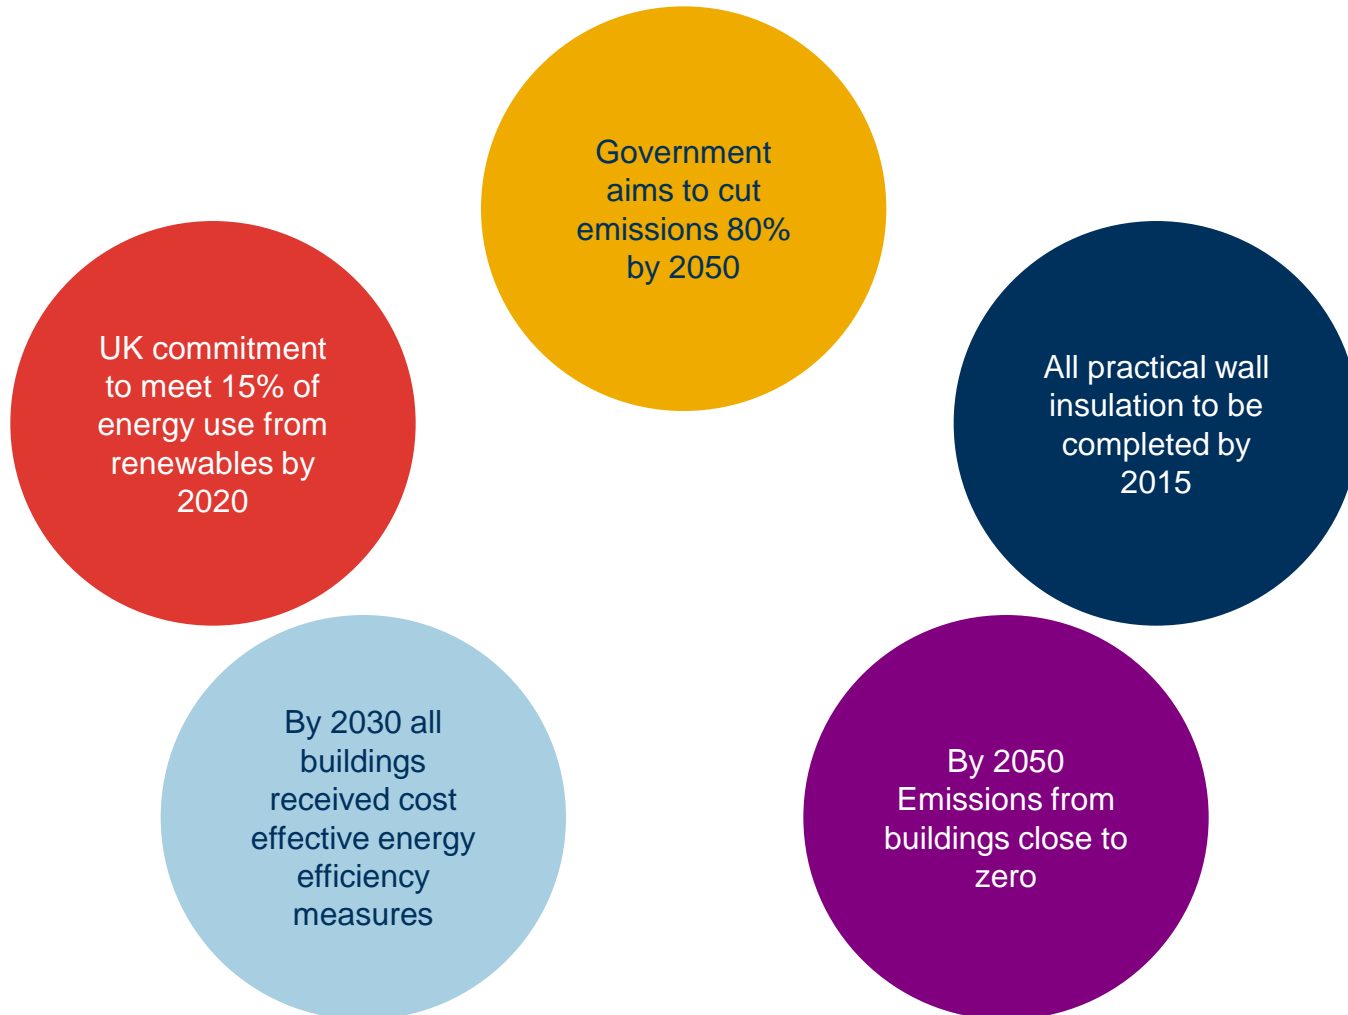 Government
aims to cut
emissions 80%
by 2050
UK commitment
to meet 15% of
energy use from
renewables by
2020
All practical wall
insulation to be
completed by
2015
By 2030 all
buildings
received cost
effective energy
efficiency
measures
By 2050
Emissions from
buildings close to
zero